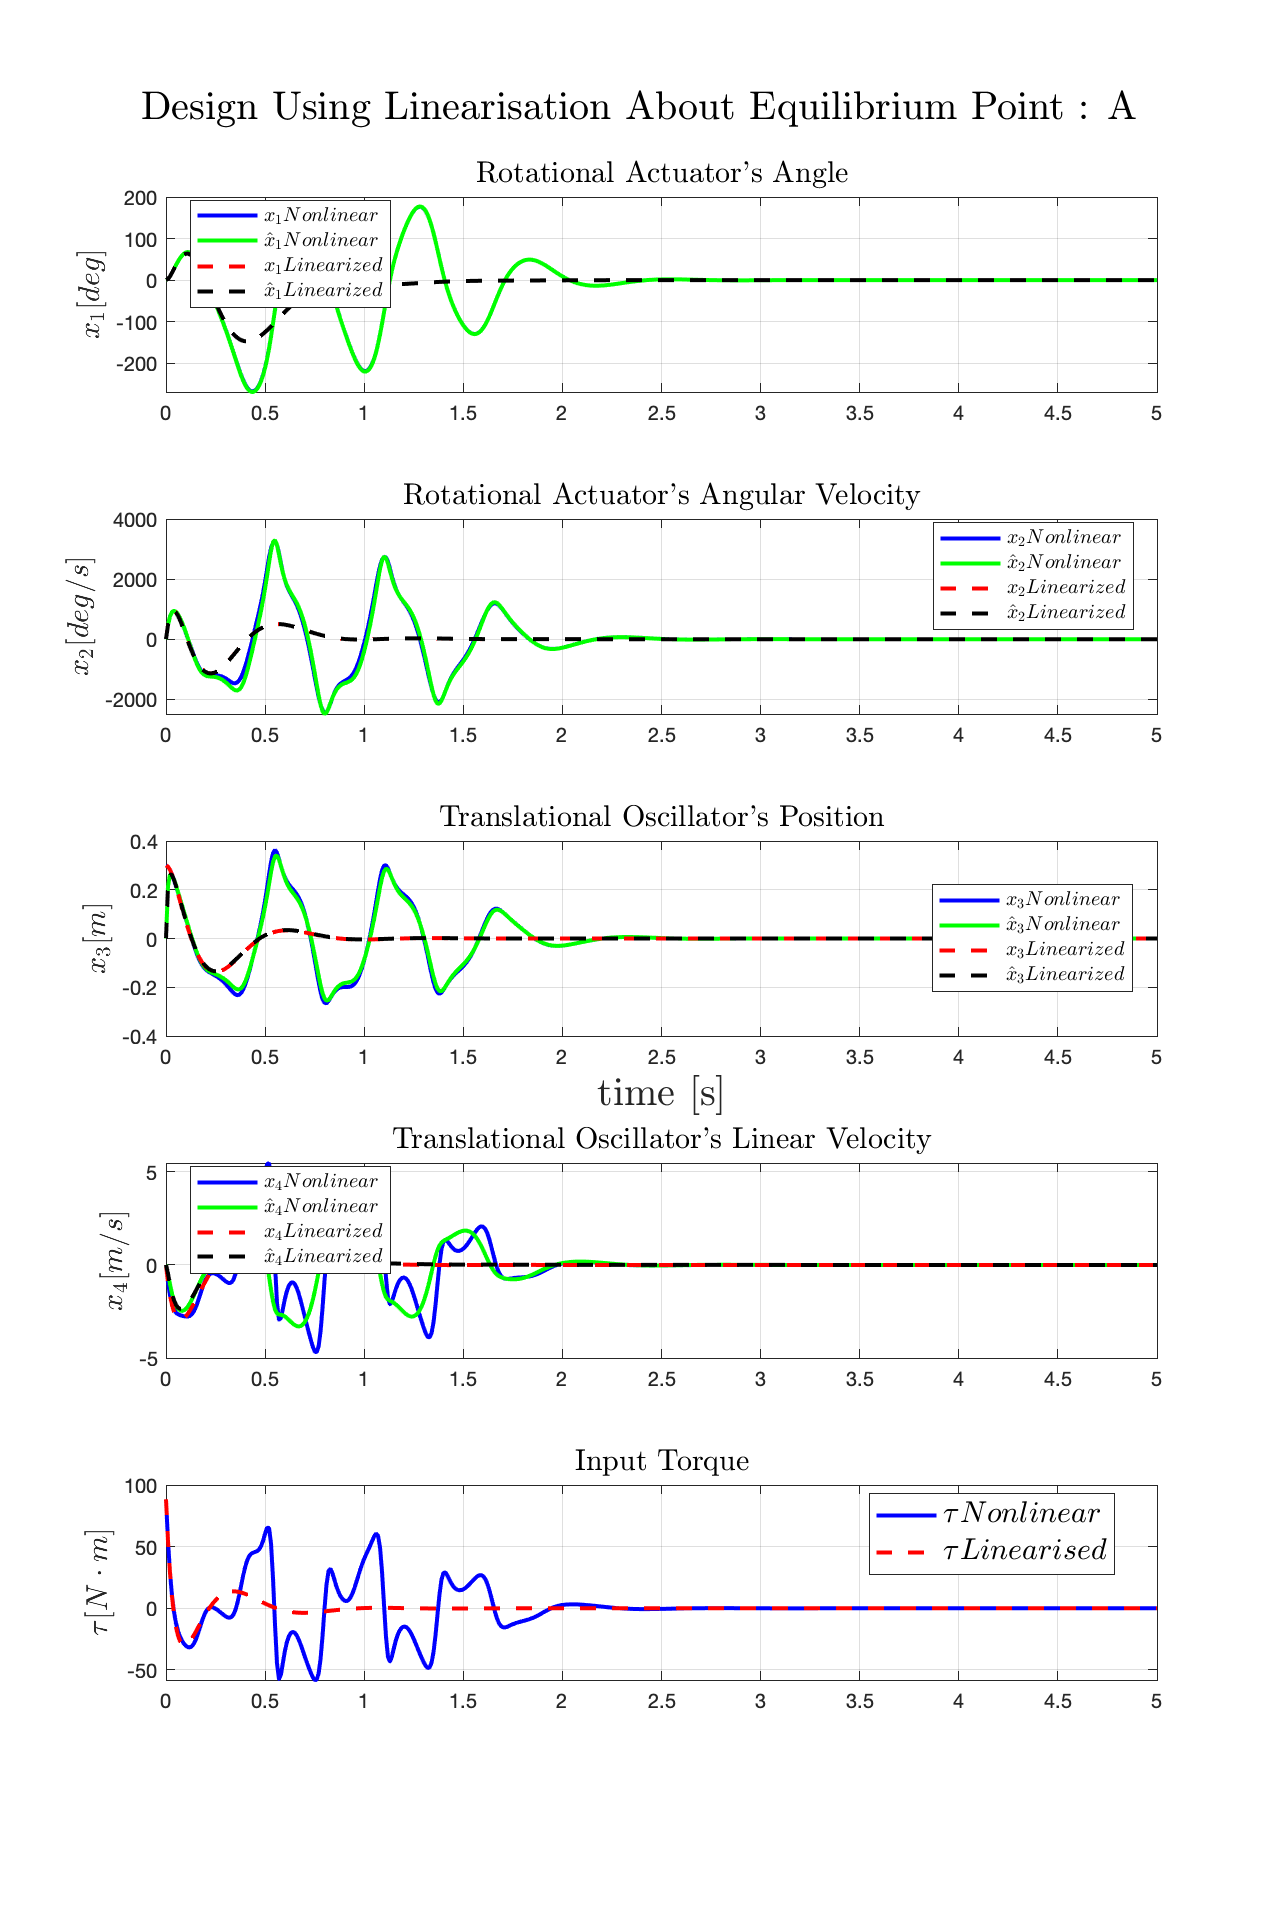 Design Using Linearisation About Equilibrium Point : A
Rotational Actuator's Angle
x₁[deg]
200
100
0
-100
-200
x₁Nonlinear
x̂₁Nonlinear
x₁Linearized
x̂₁Linearized
0 0.5 1 1.5 2 2.5 3 3.5 4 4.5 5
Rotational Actuator's Angular Velocity
x₂[deg/s]
4000
2000
0
-2000
x₂Nonlinear
x̂₂Nonlinear
x₂Linearized
x̂₂Linearized
0 0.5 1 1.5 2 2.5 3 3.5 4 4.5 5
Translational Oscillator's Position
x₃[m]
0.4
0.2
0
-0.2
-0.4
x₃Nonlinear
x̂₃Nonlinear
x₃Linearized
x̂₃Linearized
0 0.5 1 1.5 2 2.5 3 3.5 4 4.5 5
time [s]
Translational Oscillator's Linear Velocity
x₄[m/s]
5
0
-5
x₄Nonlinear
x̂₄Nonlinear
x₄Linearized
x̂₄Linearized
0 0.5 1 1.5 2 2.5 3 3.5 4 4.5 5
Input Torque
τ[N · m]
100
50
0
-50
τNonlinear
τLinearised
0 0.5 1 1.5 2 2.5 3 3.5 4 4.5 5